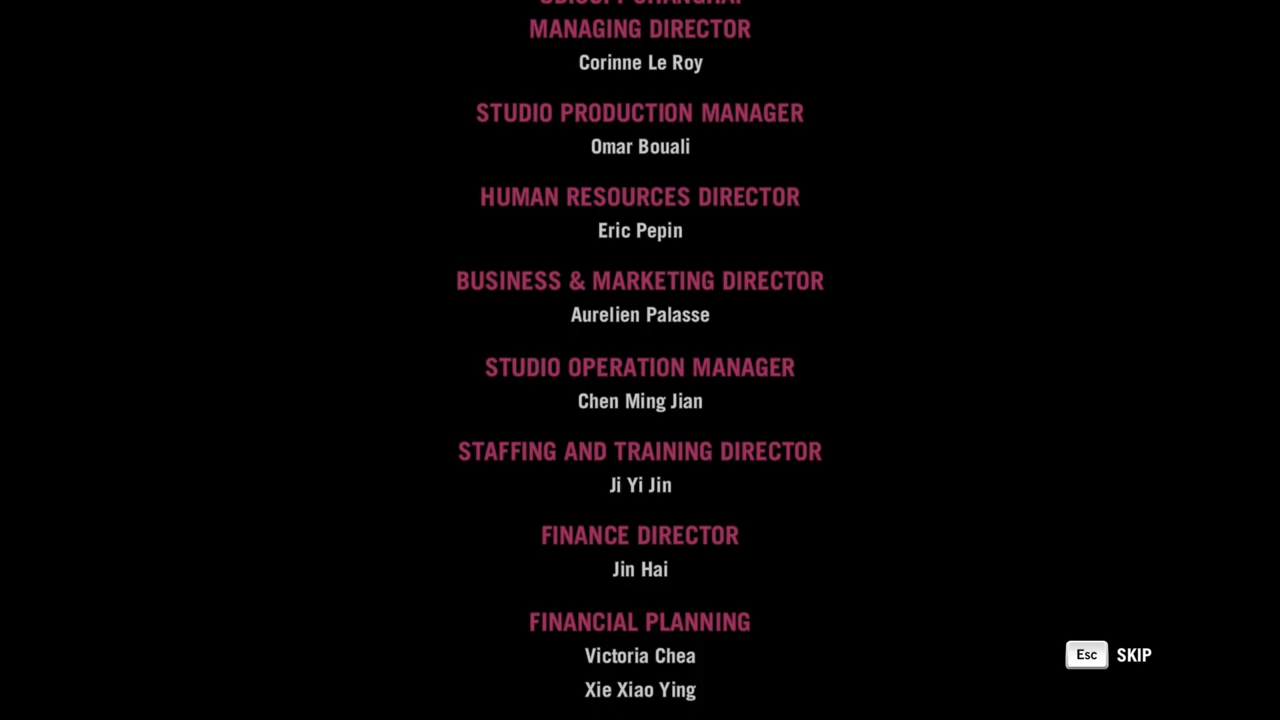 UBISOFT SHANGHAI
MANAGING DIRECTOR
Corinne Le Roy
STUDIO PRODUCTION MANAGER
Omar Bouali
HUMAN RESOURCES DIRECTOR
Eric Pepin
BUSINESS & MARKETING DIRECTOR
Aurelien Palasse
STUDIO OPERATION MANAGER
Chen Ming Jian
STAFFING AND TRAINING DIRECTOR
Ji Yi Jin
FINANCE DIRECTOR
Jin Hai
FINANCIAL PLANNING
Victoria Chea
Xie Xiao Ying
Esc SKIP